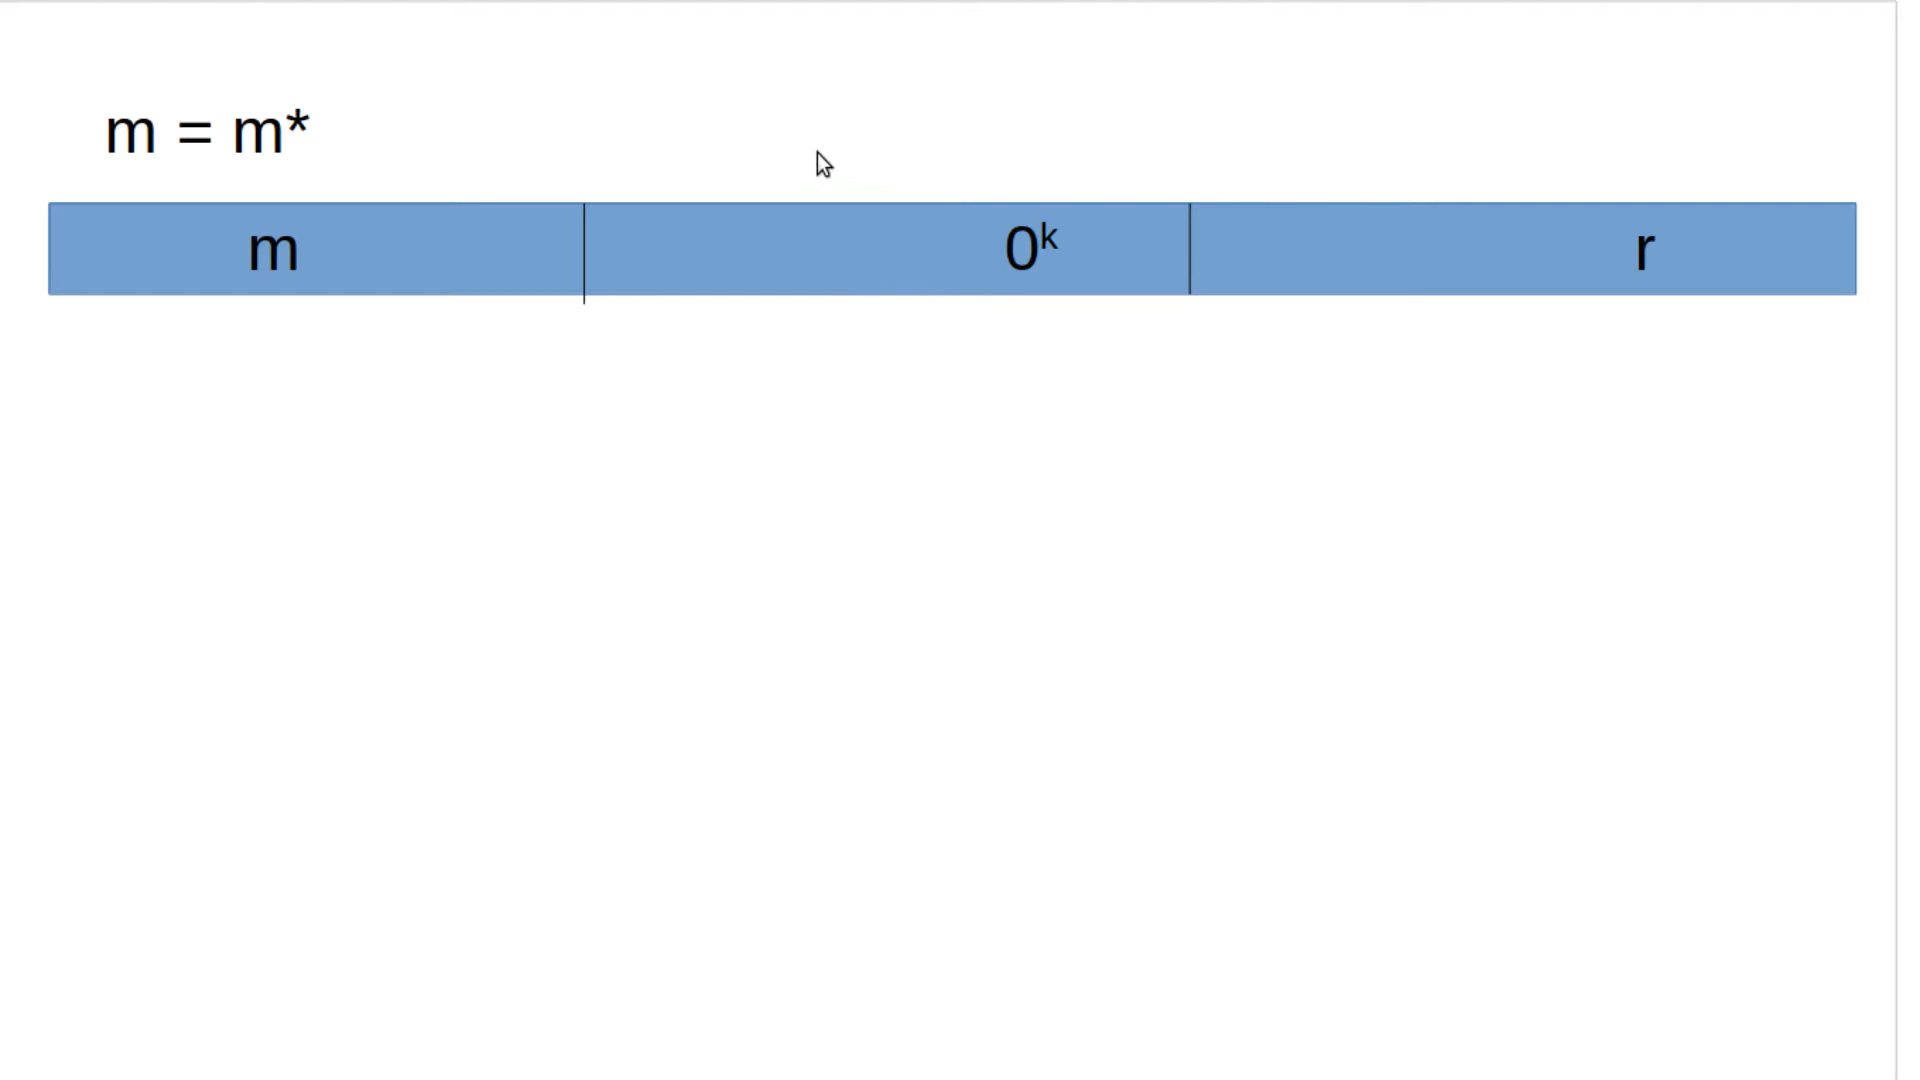 m = m*
m 0ᵏ r